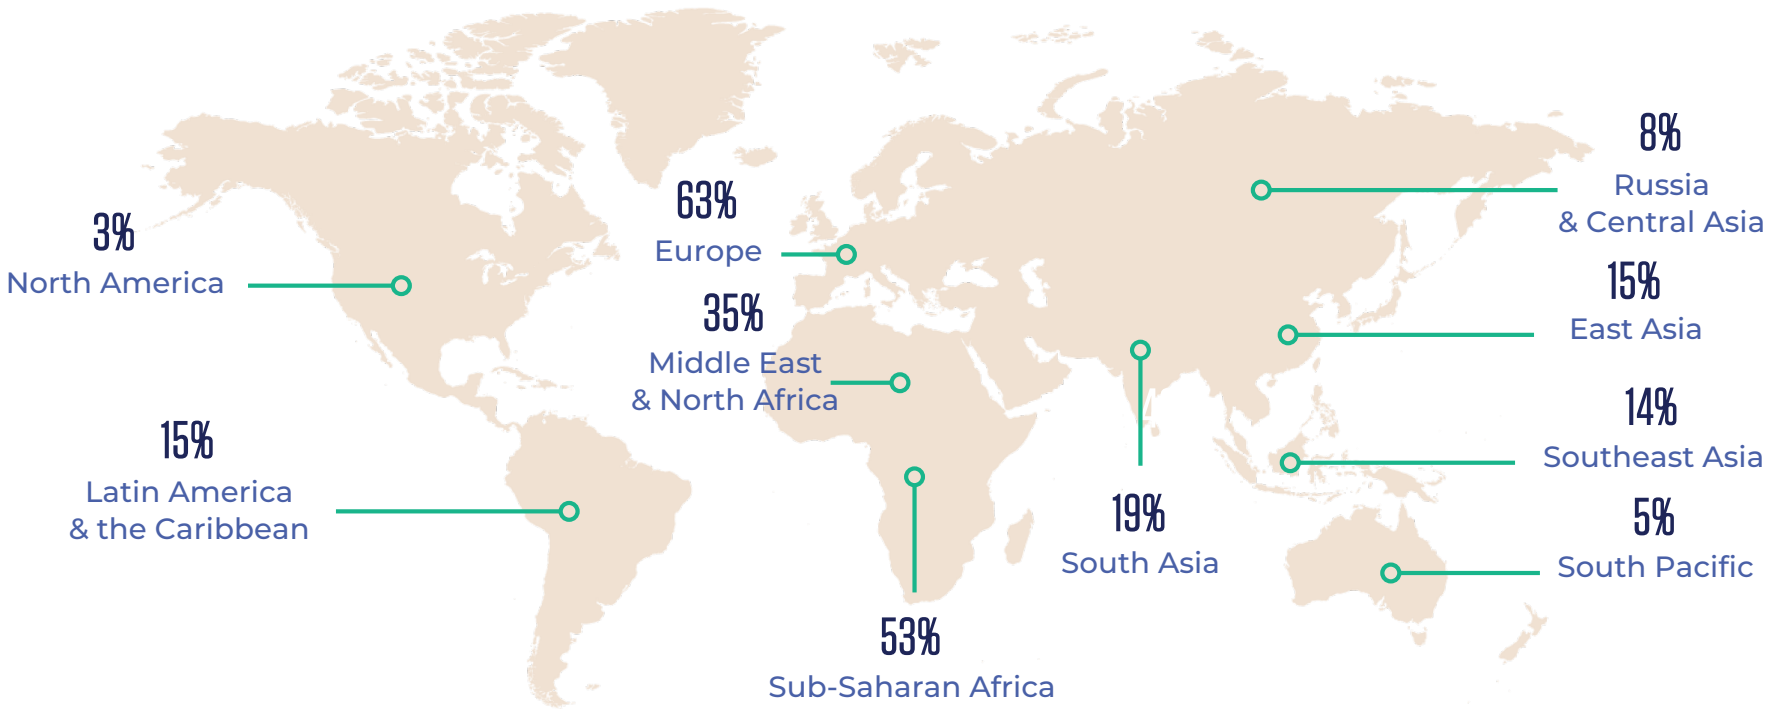 3%
North America
15%
Latin America
& the Caribbean
63%
Europe
35%
Middle East
& North Africa
53%
Sub-Saharan Africa
19%
South Asia
8%
Russia
& Central Asia
15%
East Asia
14%
Southeast Asia
5%
South Pacific